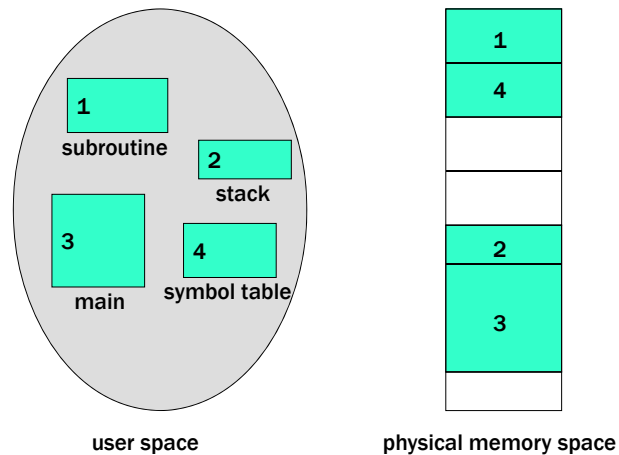 1
subroutine
2
stack
3
main
4
symbol table
user space
1
4
2
3
physical memory space